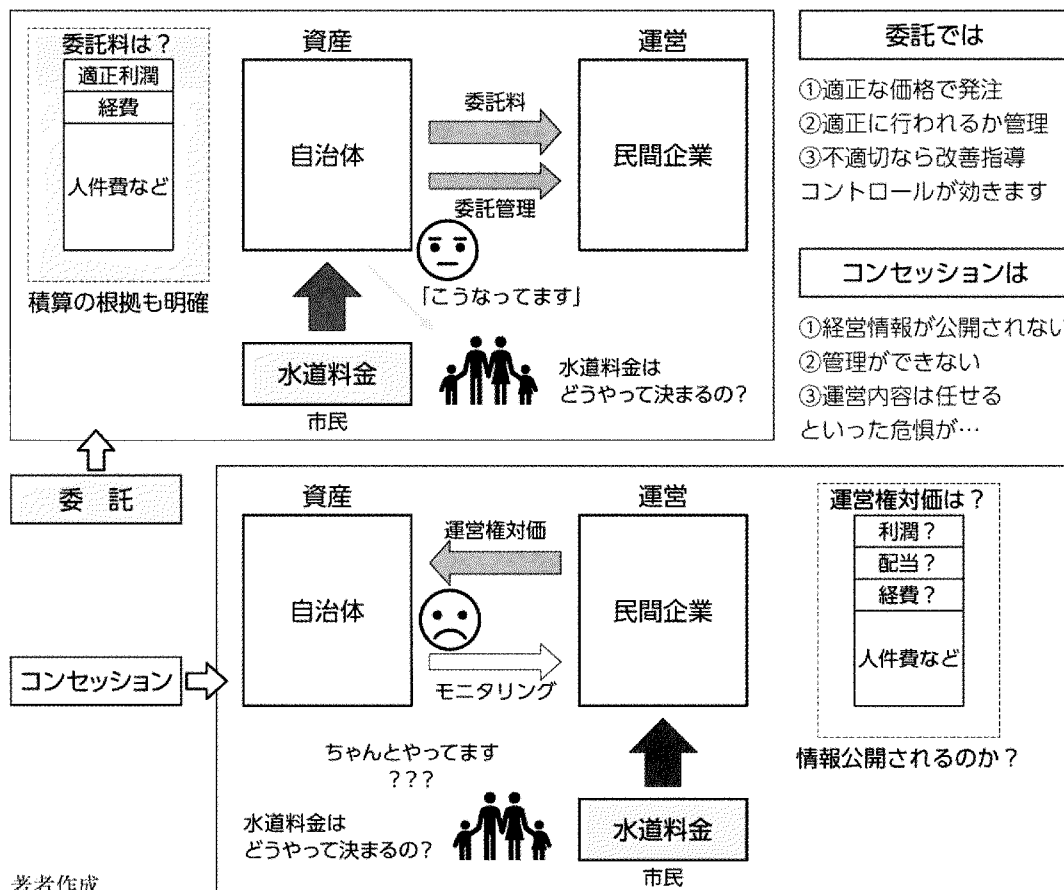 委託料は？
適正利潤
経費
人件費など
積算の根拠も明確
資産
自治体
運営
民間企業
委託料
委託管理
「こうなってます」
水道料金
市民
水道料金は
どうやって決まるの？
委託では
①適正な価格で発注
②適正に行われるか管理
③不適切なら改善指導
コントロールが効きます
コンセッションは
①経営情報が公開されない
②管理ができない
③運営内容は任せる
といった危惧が…
委　託
コンセッション
資産
自治体
運営
民間企業
運営権対価
モニタリング
ちゃんとやってます
???
水道料金は
どうやって決まるの？
水道料金
市民
運営権対価は？
利潤？
配当？
経費？
人件費など
情報公開されるのか？
著者作成